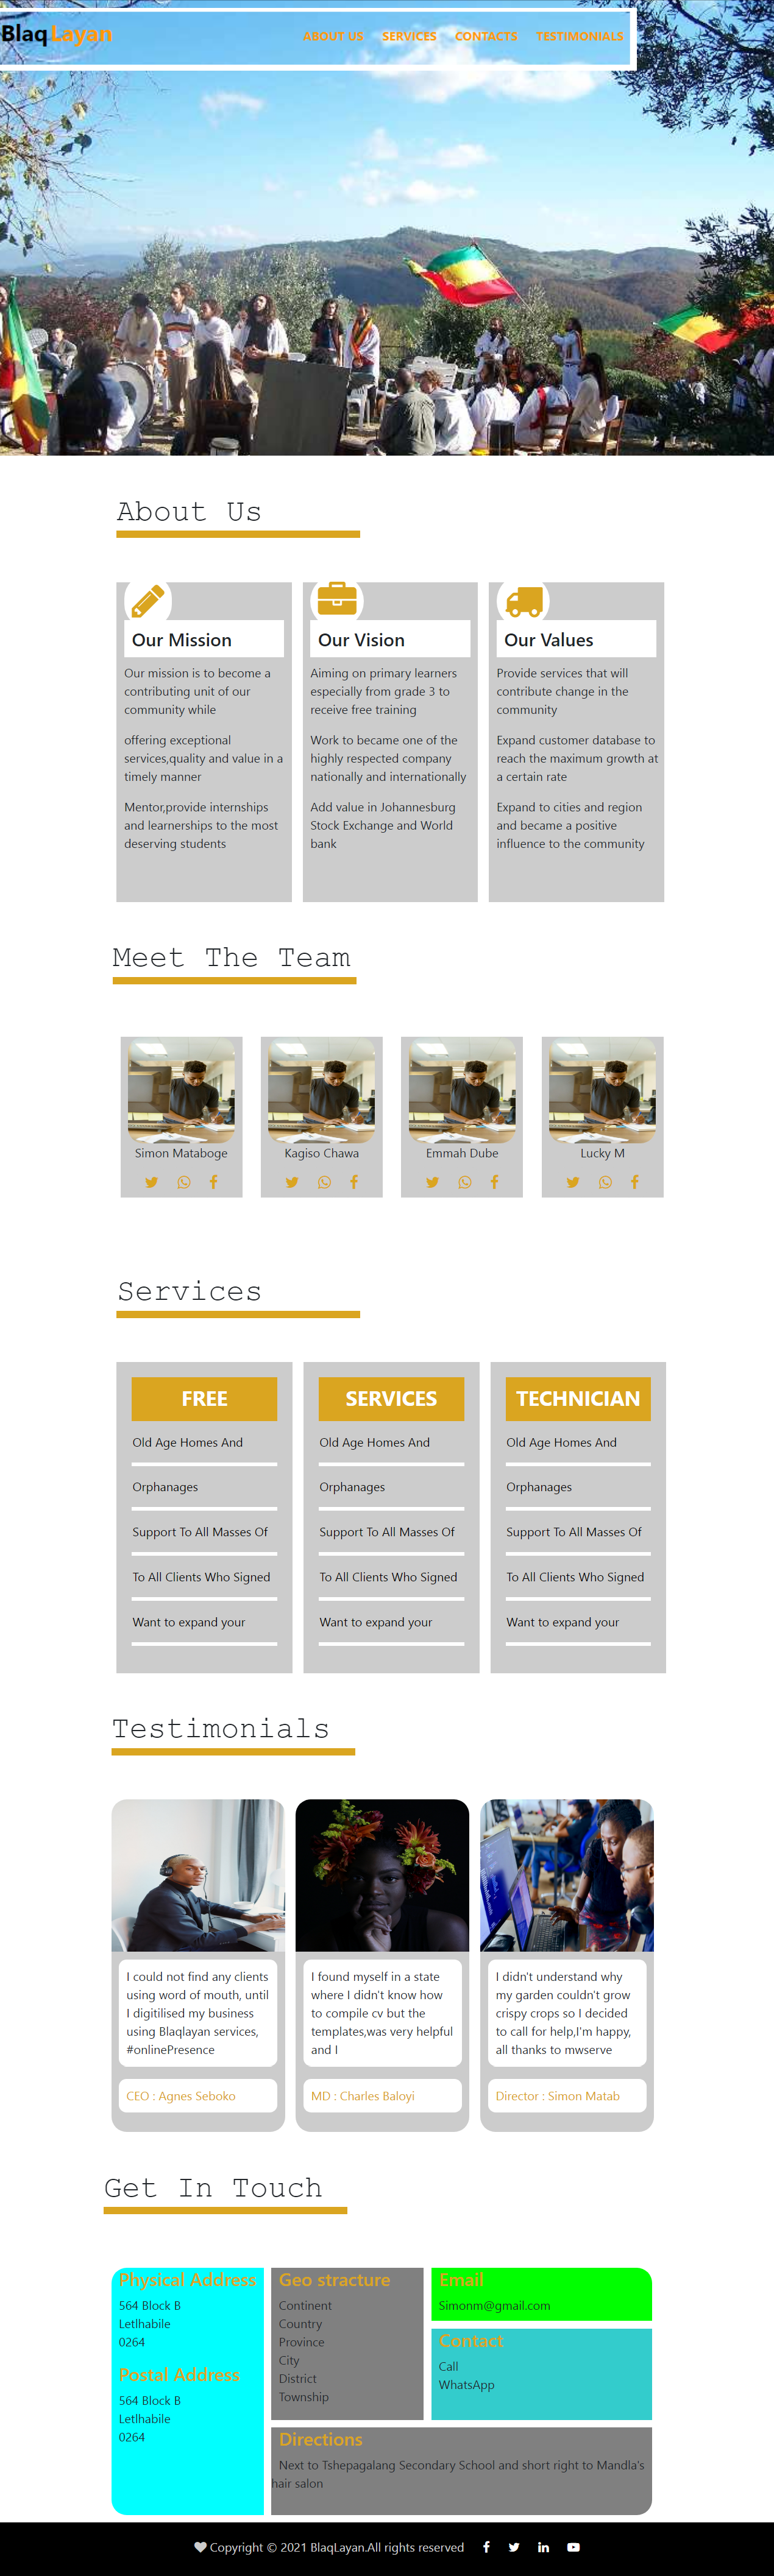 BlaqLayan
ABOUT US SERVICES CONTACTS TESTIMONIALS
About Us
Our Mission
Our mission is to become a
contributing unit of our
community while
offering exceptional
services,quality and value in a
timely manner
Mentor,provide internships
and learnerships to the most
deserving students
Our Vision
Aiming on primary learners
especially from grade 3 to
receive free training
Work to became one of the
highly respected company
nationally and internationally
Add value in Johannesburg
Stock Exchange and World
bank
Our Values
Provide services that will
contribute change in the
community
Expand customer database to
reach the maximum growth at
a certain rate
Expand to cities and region
and became a positive
influence to the community
Meet The Team
Simon Mataboge
Kagiso Chawa
Emmah Dube
Lucky M
Services
FREE
Old Age Homes And
Orphanages
Support To All Masses Of
To All Clients Who Signed
Want to expand your
SERVICES
Old Age Homes And
Orphanages
Support To All Masses Of
To All Clients Who Signed
Want to expand your
TECHNICIAN
Old Age Homes And
Orphanages
Support To All Masses Of
To All Clients Who Signed
Want to expand your
Testimonials
I could not find any clients
using word of mouth, until
I digitilised my business
using Blaqlayan services,
#onlinePresence
CEO : Agnes Seboko
I found myself in a state
where I didn't know how
to compile cv but the
templates,was very helpful
and I
MD : Charles Baloyi
I didn't understand why
my garden couldn't grow
crispy crops so I decided
to call for help,I'm happy,
all thanks to mwserve
Director : Simon Matab
Get In Touch
Physical Address
564 Block B
Letlhabile
0264
Postal Address
564 Block B
Letlhabile
0264
Geo stracture
Continent
Country
Province
City
District
Township
Email
Simonm@gmail.com
Contact
Call
WhatsApp
Directions
Next to Tshepagalang Secondary School and short right to Mandla's
hair salon
Copyright © 2021 BlaqLayan.All rights reserved